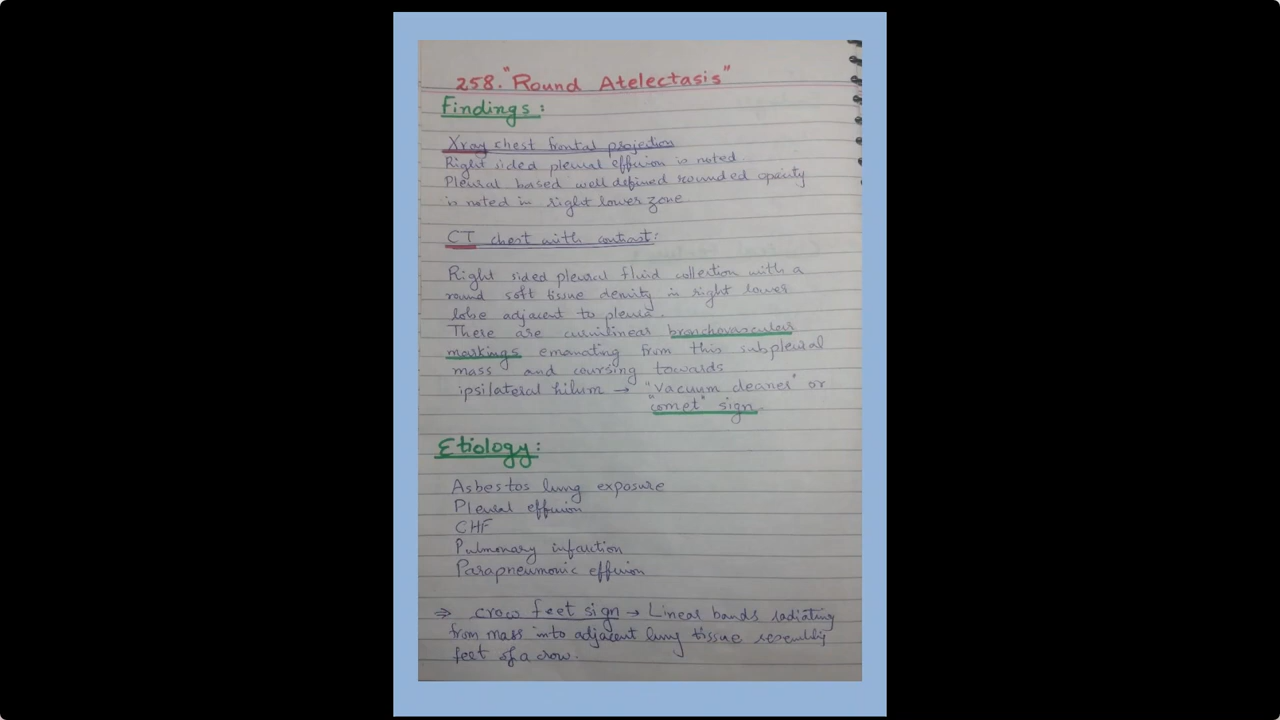 258. "Round Atelectasis"
Findings:
Xray chest frontal projection
Right sided pleural effusion is noted.
Pleural based well defined rounded opacity
is noted in right lower zone.
CT chest with contrast:
Right sided pleural fluid collection with a
round soft tissue density in right lower
lobe adjacent to pleura.
There are curvilinear bronchovascular
markings emanating from this subpleural
mass and coursing towards
ipsilateral hilum → "Vacuum cleaner" or
"comet" sign.
Etiology:
Asbestos lung exposure
Pleural effusion
CHF
Pulmonary infarction
Parapneumonic effusion
⇒ crow feet sign → Linear bands radiating
from mass into adjacent lung tissue resembling
feet of a crow.